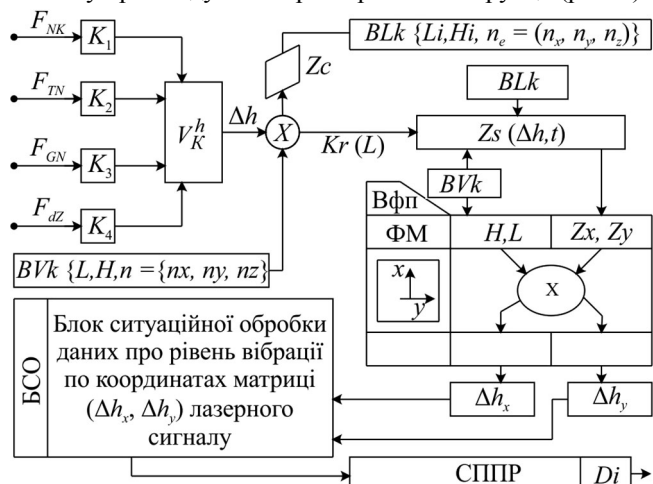 F_NK
K_1
F_TN
K_2
F_GN
K_3
F_dZ
K_4
V_K^h
Δh
X
Zc
Kr (L)
BLk {Li,Hi, n_e = (n_x, n_y, n_z)}
BLk
Zs (Δh,t)
BVk
Вфп
ФМ
H,L
Zx, Zy
x
y
X
BVk {L,H,n ={nx, ny, nz}
БСО
Блок ситуаційної обробки
даних про рівень вібрації
по координатах матриці
(Δh_x, Δh_y) лазерного
сигналу
Δh_x
Δh_y
СППР
Di